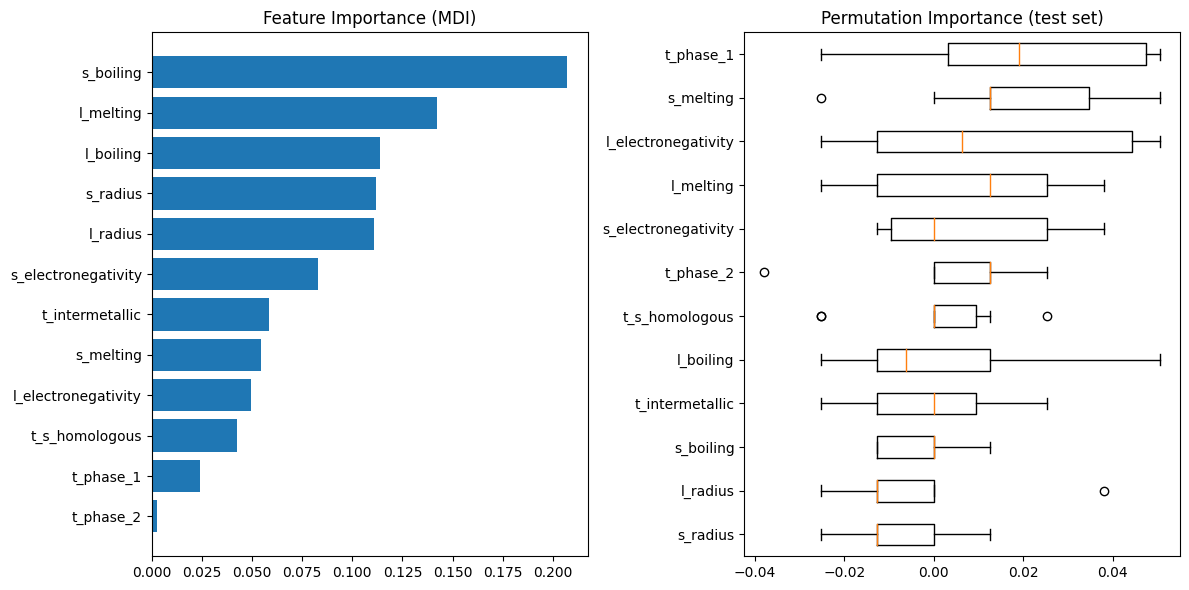 Feature Importance (MDI)
s_boiling
l_melting
l_boiling
s_radius
l_radius
s_electronegativity
t_intermetallic
s_melting
l_electronegativity
t_s_homologous
t_phase_1
t_phase_2
0.000 0.025 0.050 0.075 0.100 0.125 0.150 0.175 0.200
Permutation Importance (test set)
t_phase_1
s_melting
l_electronegativity
l_melting
s_electronegativity
t_phase_2
t_s_homologous
l_boiling
t_intermetallic
s_boiling
l_radius
s_radius
−0.04 −0.02 0.00 0.02 0.04